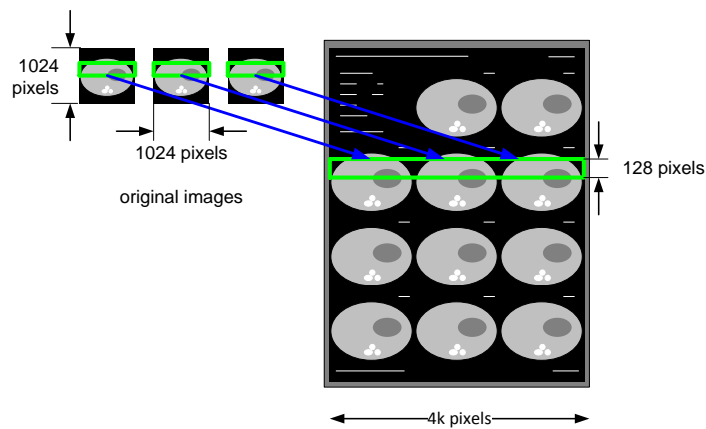 1024
pixels
1024 pixels
original images
128 pixels
4k pixels